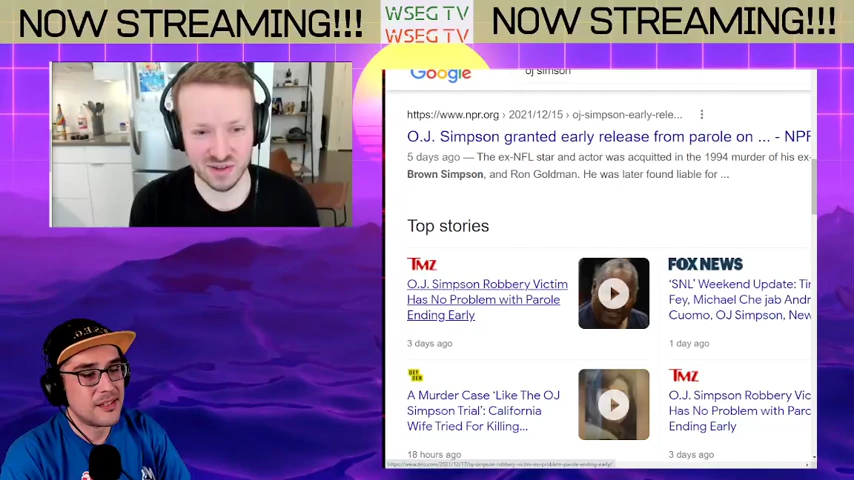 NOW STREAMING!!!
WSEG TV
WSEG TV
NOW STREAMING!!!
Google
oj simson
https://www.npr.org › 2021/12/15 › oj-simpson-early-rele...
O.J. Simpson granted early release from parole on ... - NPR
5 days ago — The ex-NFL star and actor was acquitted in the 1994 murder of his ex-
Brown Simpson, and Ron Goldman. He was later found liable for ...
Top stories
TMZ
O.J. Simpson Robbery Victim
Has No Problem with Parole
Ending Early
3 days ago
FOX NEWS
'SNL' Weekend Update: Ti
Fey, Michael Che jab Andr
Cuomo, OJ Simpson, New
1 day ago
A Murder Case 'Like The OJ
Simpson Trial': California
Wife Tried For Killing...
18 hours ago
TMZ
O.J. Simpson Robbery Vic
Has No Problem with Parc
Ending Early
3 days ago